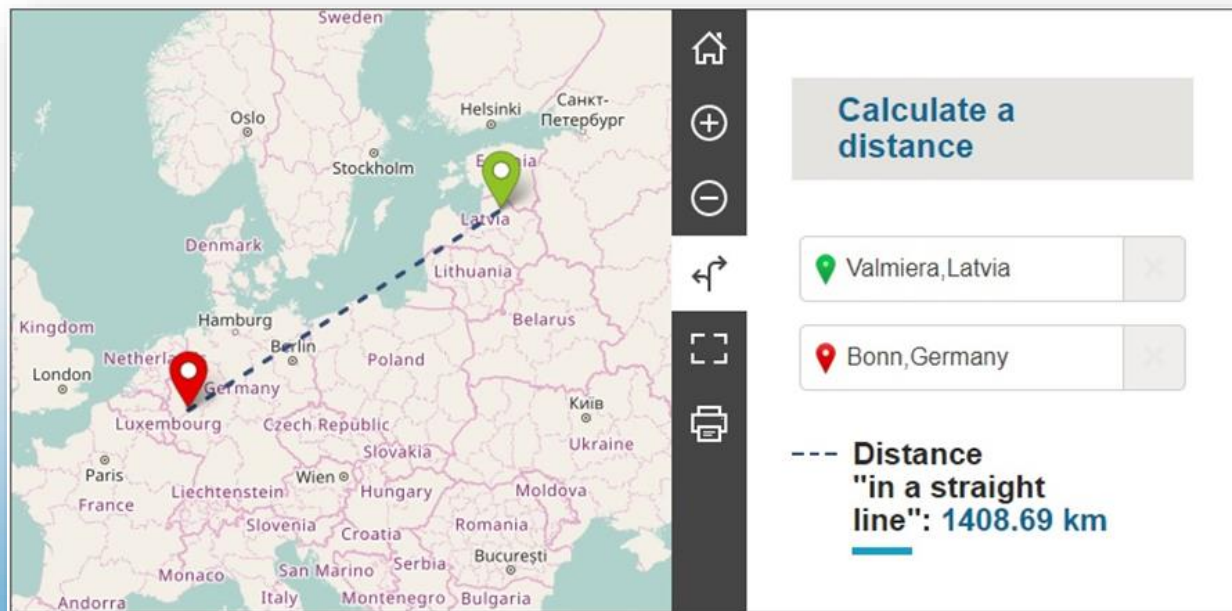 Sweden
Helsinki
Санкт-
Петербург
Oslo
Stockholm
Latvia
Denmark
Lithuania
Kingdom
Hamburg
Belarus
Berlin
London
Poland
Germany
Київ
Luxembourg
Czech Republic
Ukraine
Paris
Slovakia
Wien
Liechtenstein
Hungary
Moldova
France
Slovenia
Croatia
Romania
București
Monaco
San Marino
Serbia
Andorra
Italy
Montenegro
Bulgaria
Calculate a
distance
Valmiera,Latvia
Bonn,Germany
Distance
"in a straight
line": 1408.69 km